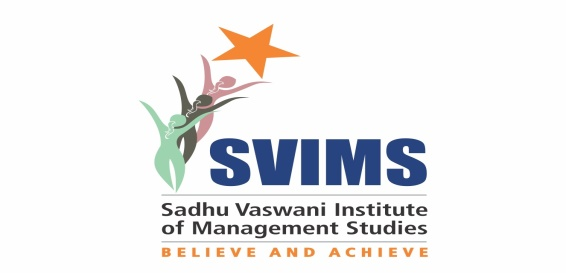 SVIMS
Sadhu Vaswani Institute
of Management Studies
BELIEVE AND ACHIEVE